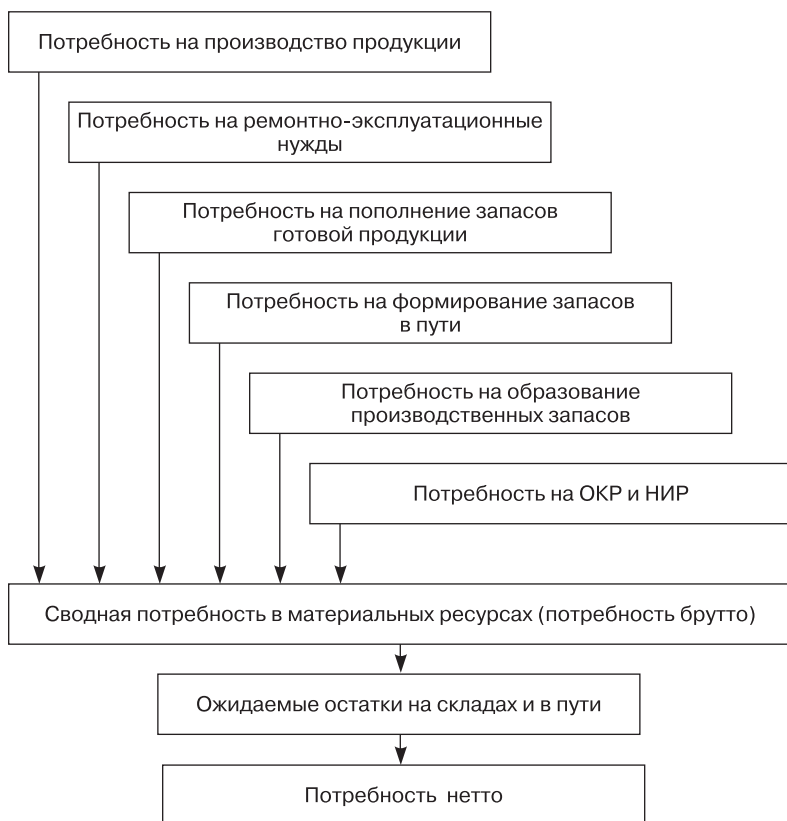 Потребность на производство продукции
Потребность на ремонтно-эксплуатационные
нужды
Потребность на пополнение запасов
готовой продукции
Потребность на формирование запасов
в пути
Потребность на образование
производственных запасов
Потребность на ОКР и НИР
Сводная потребность в материальных ресурсах (потребность брутто)
Ожидаемые остатки на складах и в пути
Потребность нетто